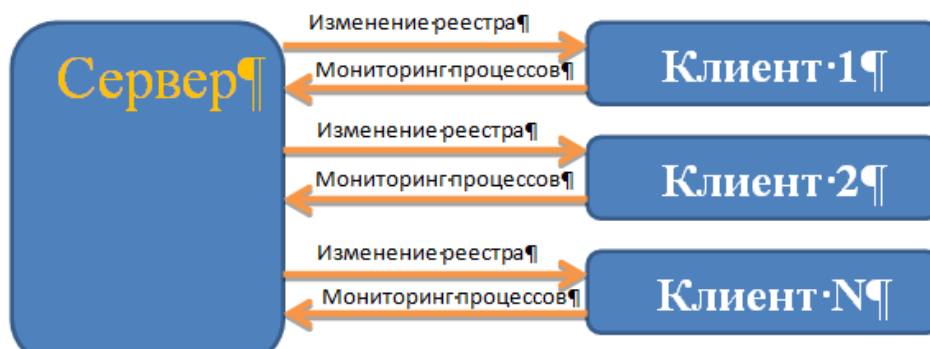 Сервер¶
Изменение·реестра¶
Мониторинг·процессов¶
Клиент·1¶
Изменение·реестра¶
Мониторинг·процессов¶
Клиент·2¶
Изменение·реестра¶
Мониторинг·процессов¶
Клиент·N¶